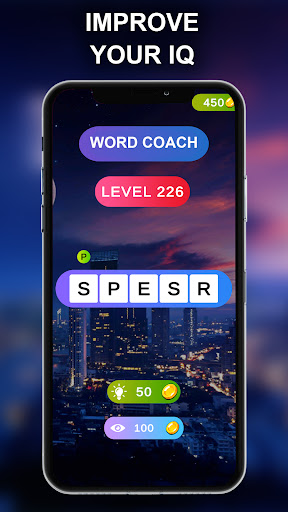 IMPROVE
YOUR IQ
450
WORD COACH
LEVEL 226
P
S P E S R
50
100